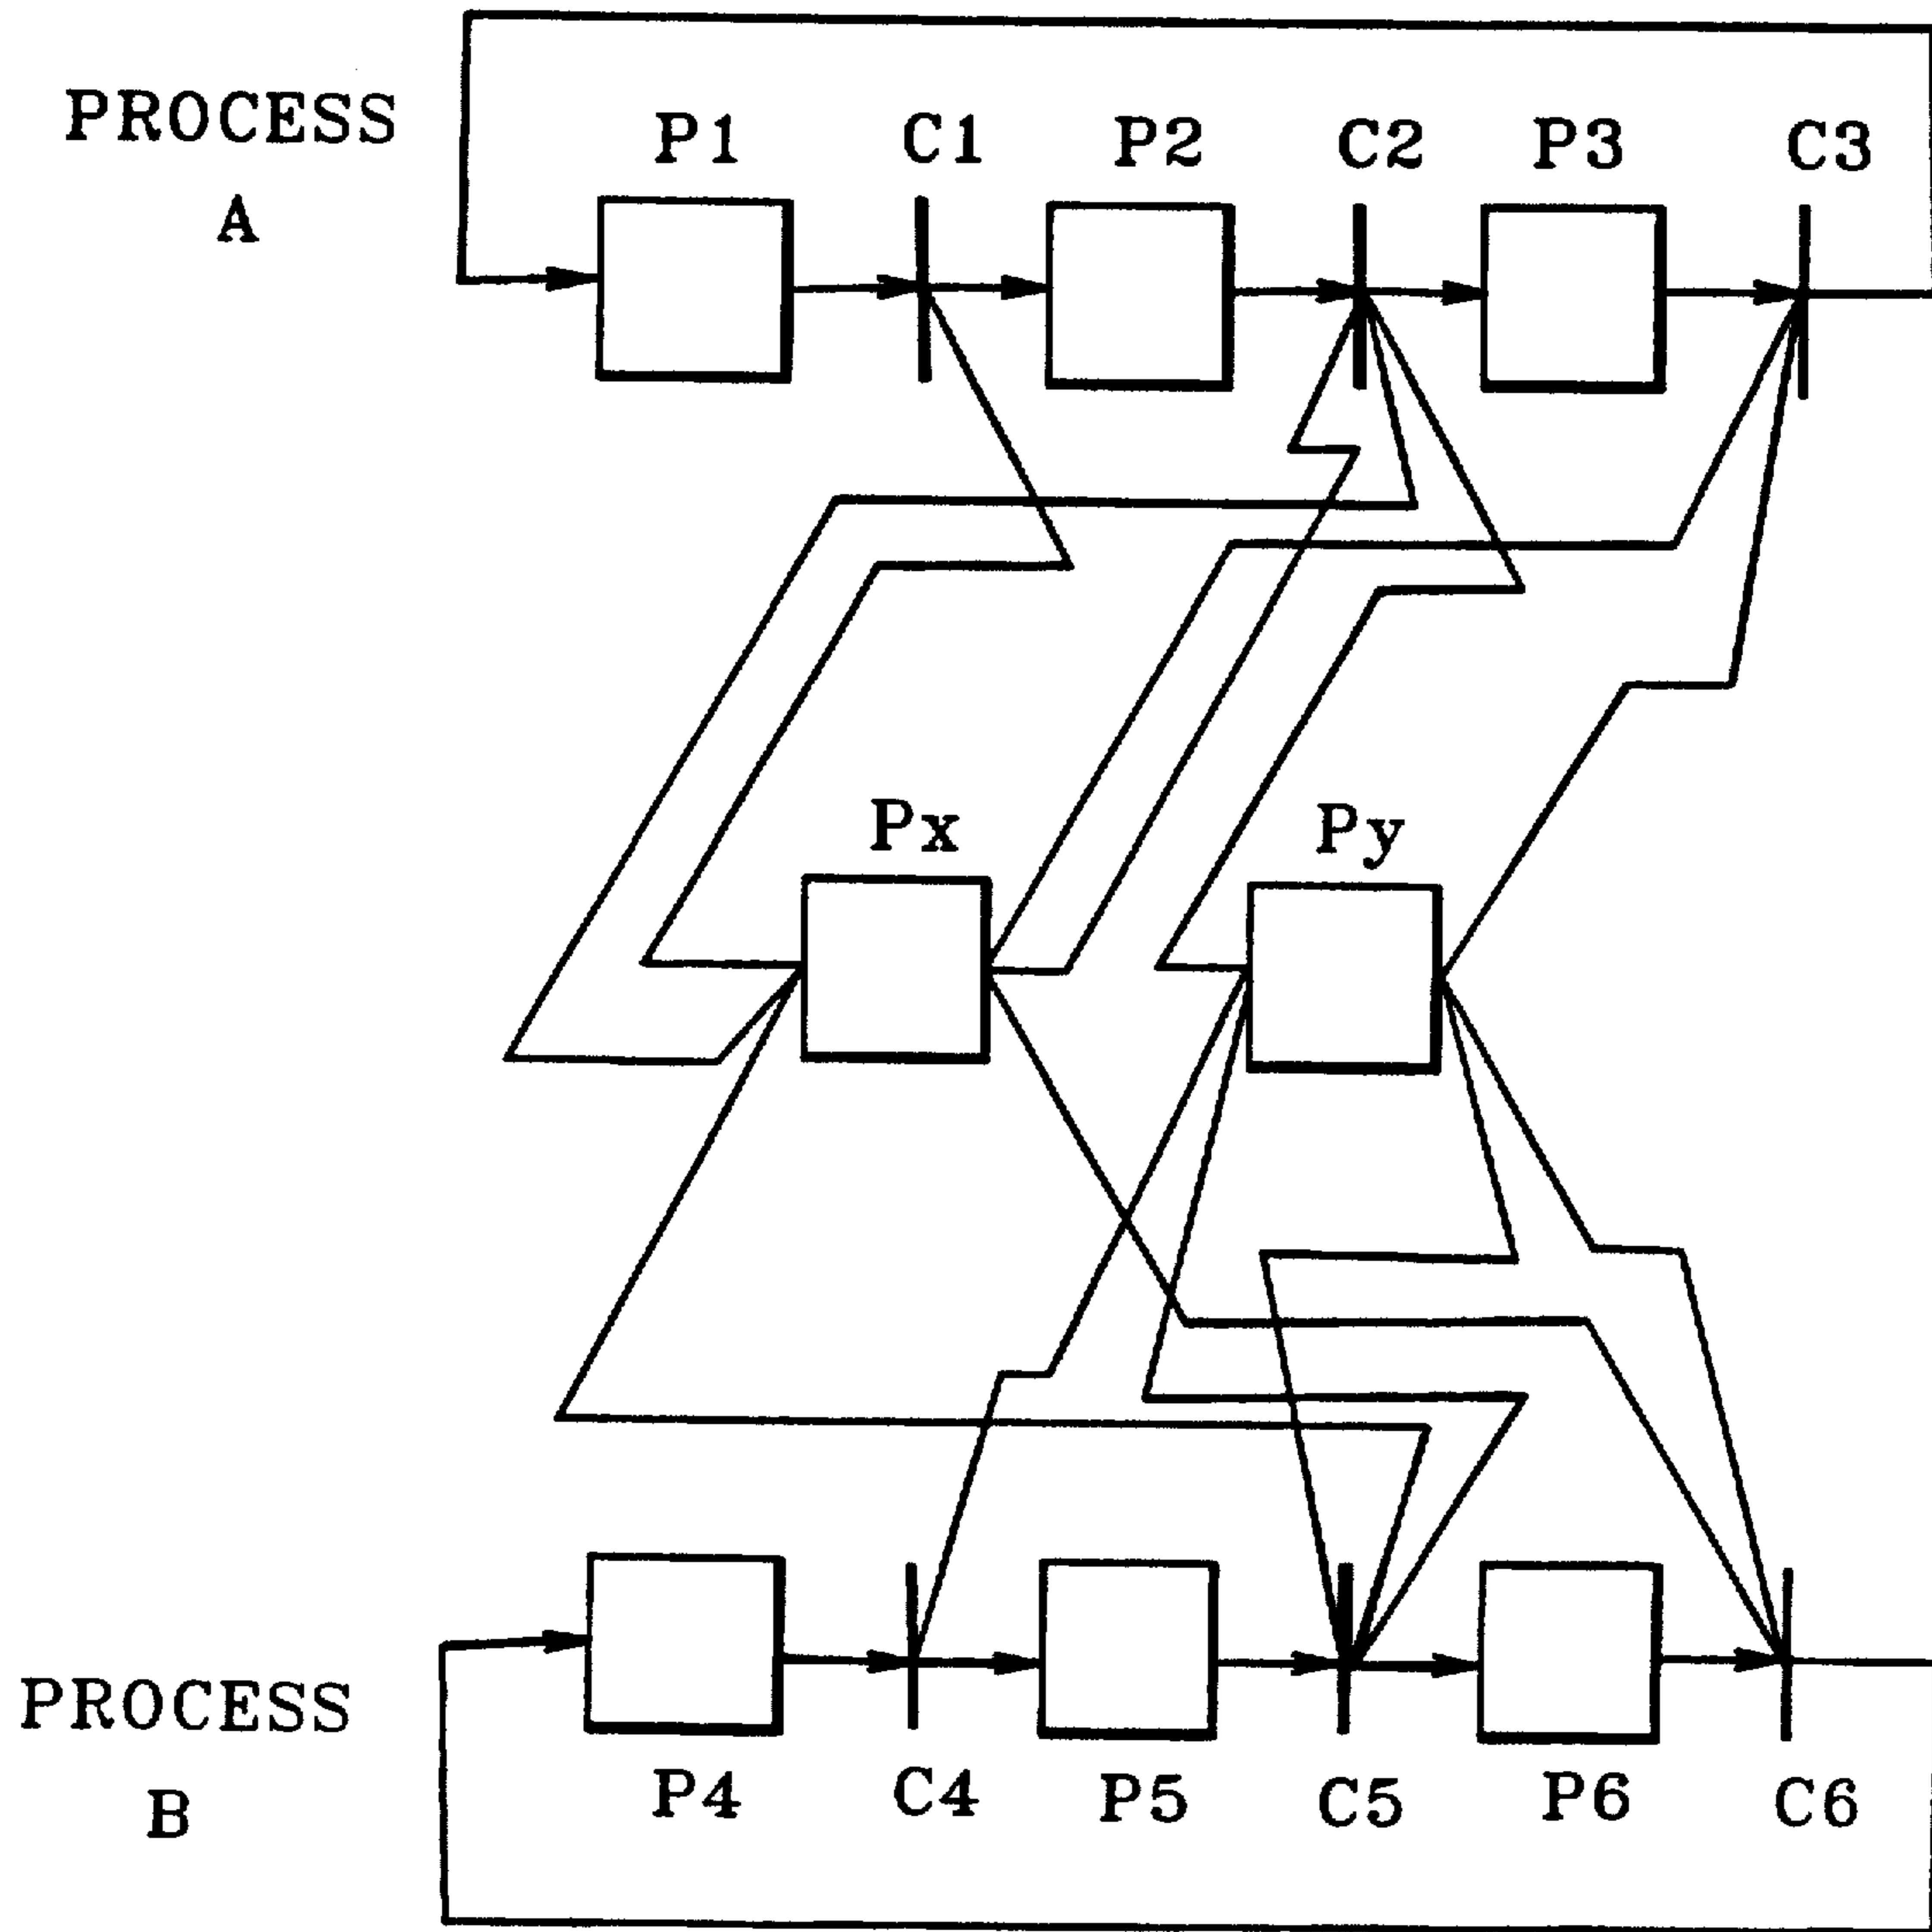 PROCESS
A
P1 C1 P2 C2 P3 C3
Px Py
PROCESS
B
P4 C4 P5 C5 P6 C6